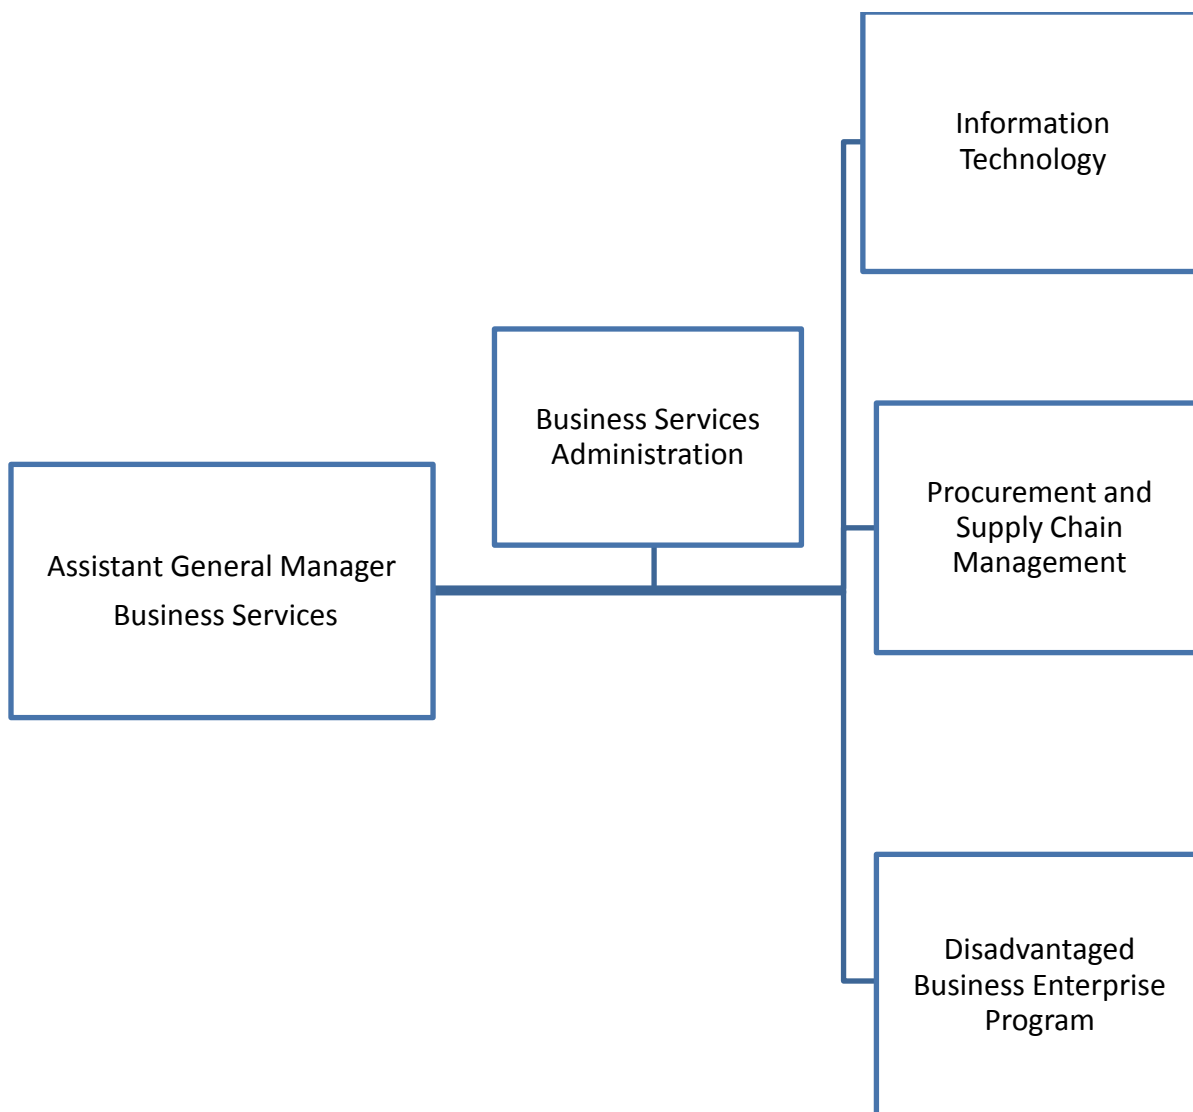 Information
Technology
Business Services
Administration
Procurement and
Supply Chain
Management
Assistant General Manager
Business Services
Disadvantaged
Business Enterprise
Program